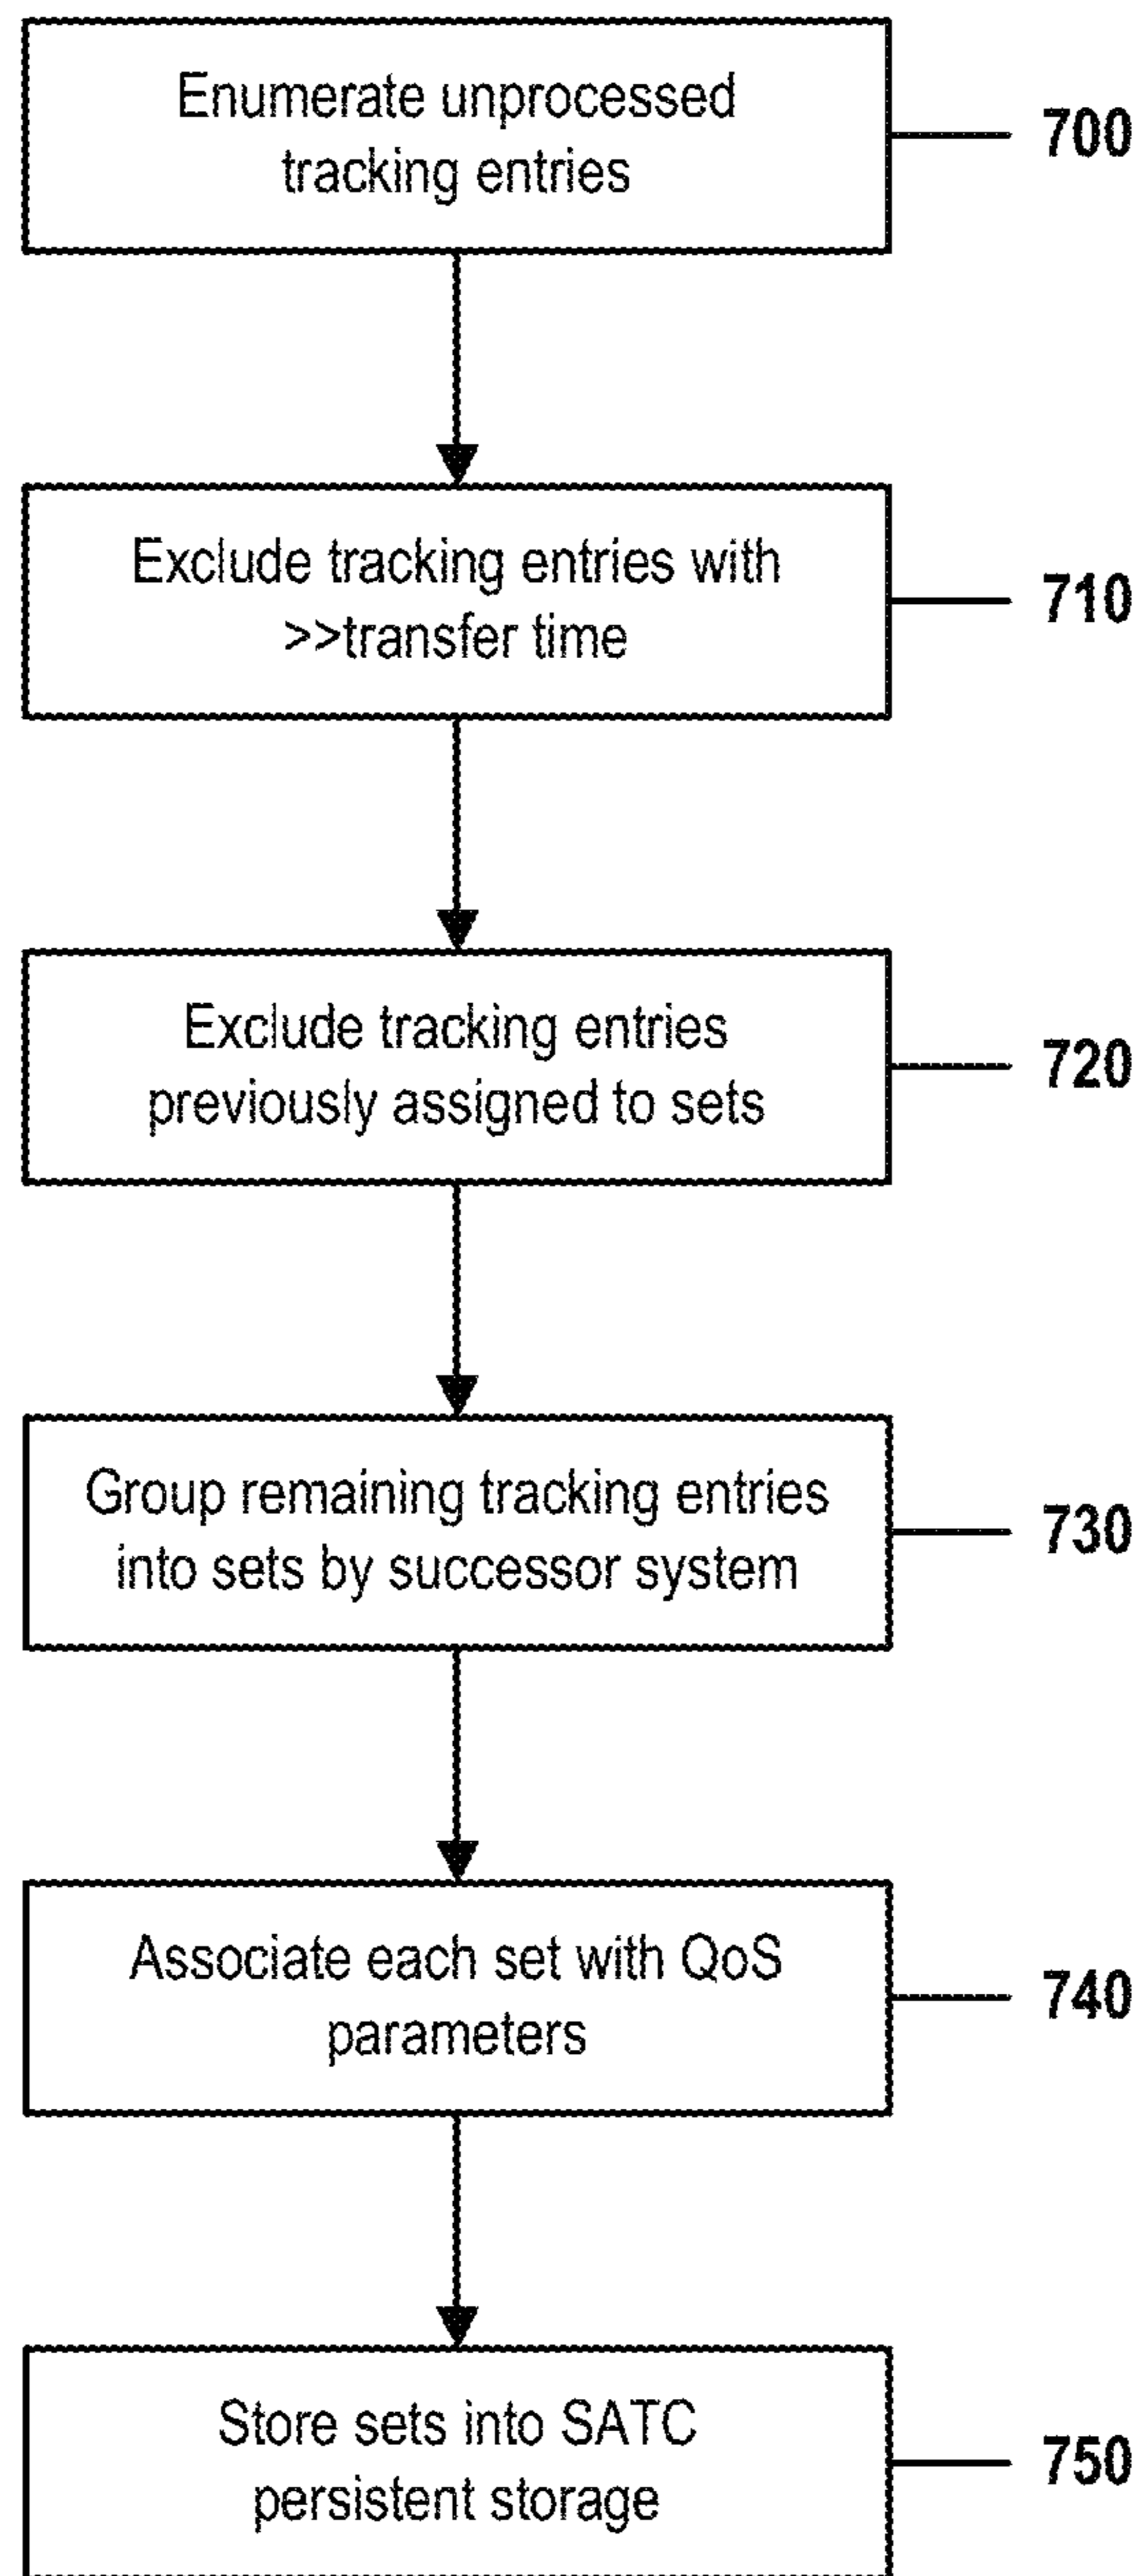 Enumerate unprocessed
tracking entries
700
Exclude tracking entries with
>>transfer time
710
Exclude tracking entries
previously assigned to sets
720
Group remaining tracking entries
into sets by successor system
730
Associate each set with QoS
parameters
740
Store sets into SATC
persistent storage
750